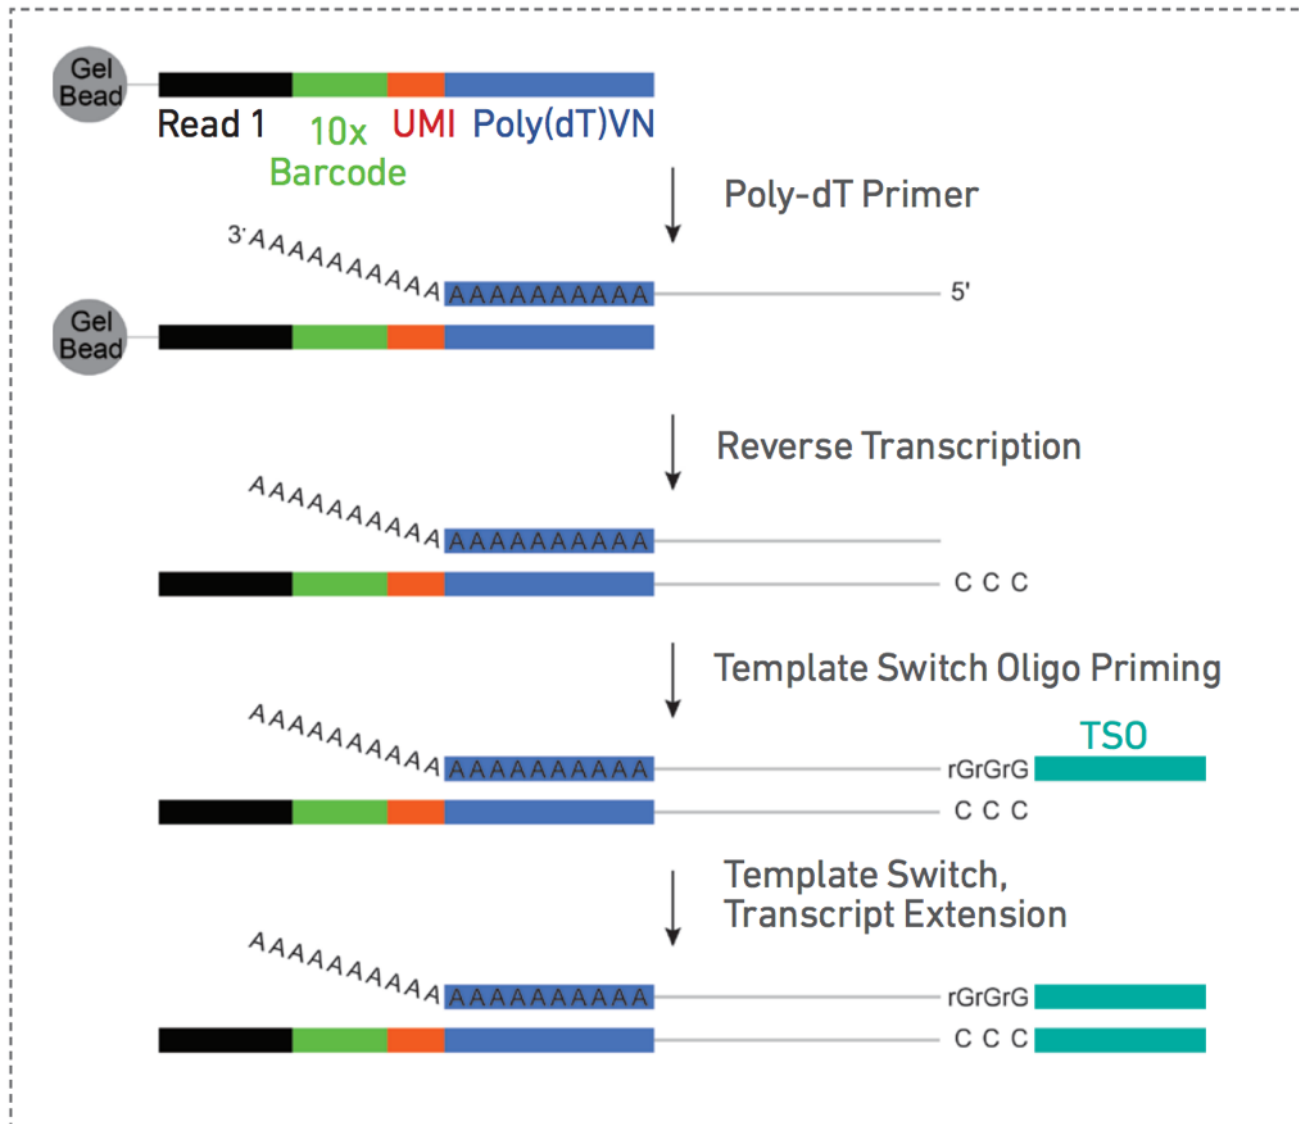 Gel
Bead
Read 1
10x
Barcode
UMI
Poly(dT)VN
Poly-dT Primer
3'AAAAAAAAAA
AAAAAAAAAA
5'
Gel
Bead
Reverse Transcription
AAAAAAAAAA
AAAAAAAAAA
C C C
Template Switch Oligo Priming
TSO
AAAAAAAAAA
AAAAAAAAAA
rGrGrG
C C C
Template Switch,
Transcript Extension
AAAAAAAAAA
AAAAAAAAAA
rGrGrG
C C C